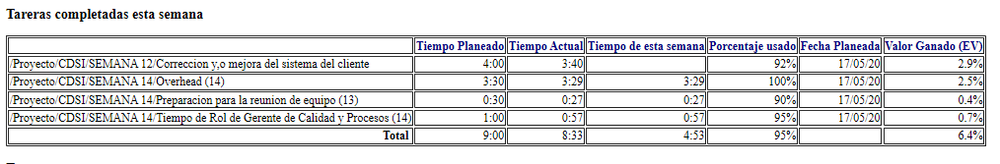 Tareras completadas esta semana
Tiempo Planeado Tiempo Actual Tiempo de esta semana Porcentaje usado Fecha Planeada Valor Ganado (EV)
/Proyecto/CDSI/SEMANA 12/Correccion y,o mejora del sistema del cliente 4:00 3:40 92% 17/05/20 2.9%
/Proyecto/CDSI/SEMANA 14/Overhead (14) 3:30 3:29 3:29 100% 17/05/20 2.5%
/Proyecto/CDSI/SEMANA 14/Preparacion para la reunion de equipo (13) 0:30 0:27 0:27 90% 17/05/20 0.4%
/Proyecto/CDSI/SEMANA 14/Tiempo de Rol de Gerente de Calidad y Procesos (14) 1:00 0:57 0:57 95% 17/05/20 0.7%
Total 9:00 8:33 4:53 95% 6.4%